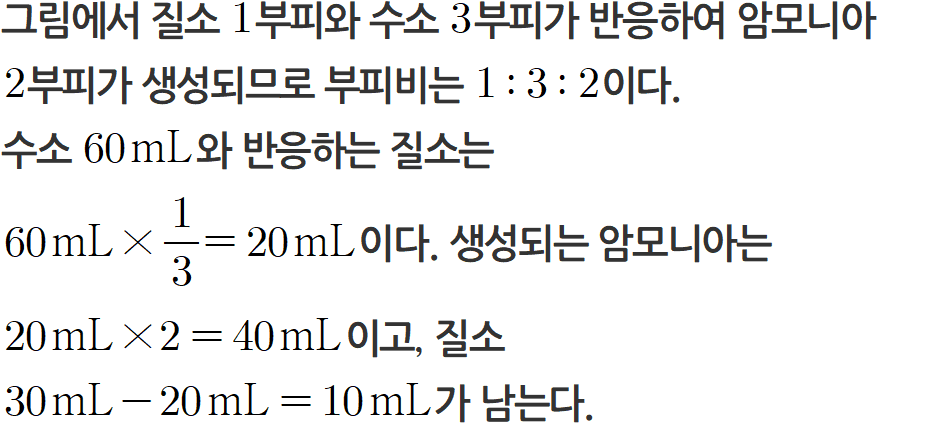 그림에서 질소 1부피와 수소 3부피가 반응하여 암모니아
2부피가 생성되므로 부피비는 1 : 3 : 2이다.
수소 60 mL와 반응하는 질소는
60 mL × 1/3 = 20 mL이다. 생성되는 암모니아는
20 mL × 2 = 40 mL이고, 질소
30 mL − 20 mL = 10 mL가 남는다.